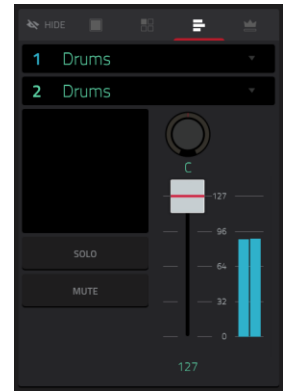 HIDE
1 Drums
2 Drums
C
127
96
SOLO
64
MUTE
32
0
127